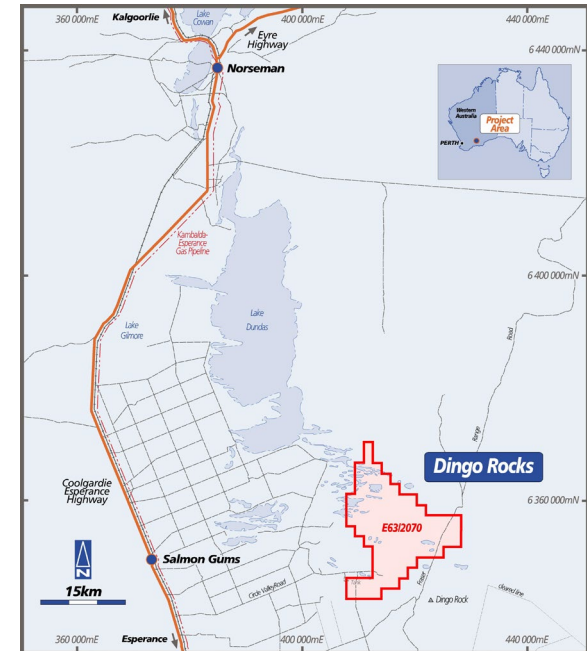 360 000mE
Kalgoorlie
Lake
Cowan
400 000mE
440 000mE
Eyre
Highway
6 440 000mN
Norseman
Western
Australia
Project
Area
PERTH
Kambalda-
Esperance
Gas Pipeline
6 400 000mN
Lake
Dundas
Lake
Gilmore
Road
Range
Dingo Rocks
Coolgardie
Esperance
Highway
6 360 000mN
E63/2070
N
Salmon Gums
15km
Circle Valley Road
Fraser
Dingo Rock
cleared line
360 000mE
Esperance
400 000mE
440 000mE